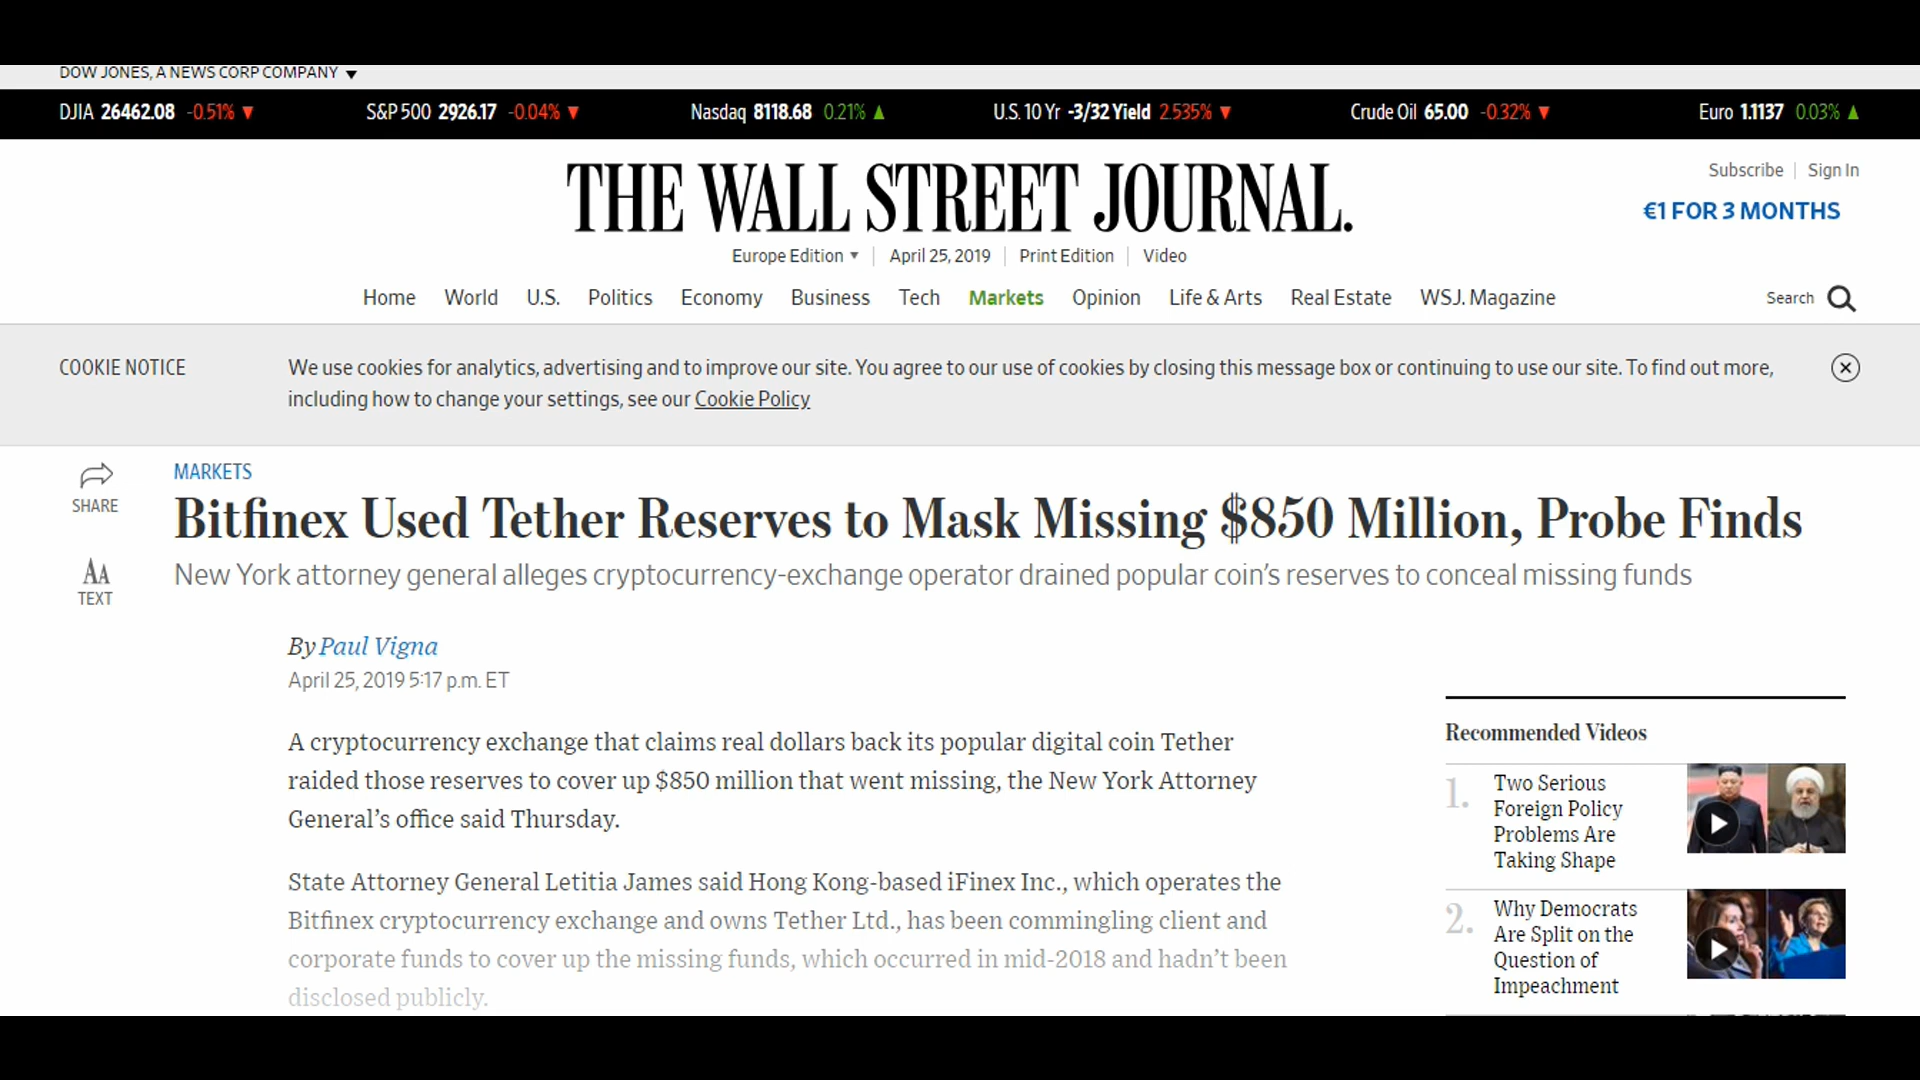 DOW JONES, A NEWS CORP COMPANY
DJIA 26462.08 -0.51% S&P 500 2926.17 -0.04% Nasdaq 8118.68 0.21% U.S. 10 Yr -3/32 Yield 2.535% Crude Oil 65.00 -0.32% Euro 1.1137 0.03%
THE WALL STREET JOURNAL.
Subscribe Sign In
€1 FOR 3 MONTHS
Europe Edition April 25, 2019 Print Edition Video
Home World U.S. Politics Economy Business Tech Markets Opinion Life & Arts Real Estate WSJ. Magazine Search
COOKIE NOTICE
We use cookies for analytics, advertising and to improve our site. You agree to our use of cookies by closing this message box or continuing to use our site. To find out more,
including how to change your settings, see our Cookie Policy
SHARE
AA
TEXT
MARKETS
Bitfinex Used Tether Reserves to Mask Missing $850 Million, Probe Finds
New York attorney general alleges cryptocurrency-exchange operator drained popular coin's reserves to conceal missing funds
By Paul Vigna
April 25, 2019 5:17 p.m. ET
A cryptocurrency exchange that claims real dollars back its popular digital coin Tether
raided those reserves to cover up $850 million that went missing, the New York Attorney
General's office said Thursday.
State Attorney General Letitia James said Hong Kong-based iFinex Inc., which operates the
Bitfinex cryptocurrency exchange and owns Tether Ltd., has been commingling client and
corporate funds to cover up the missing funds, which occurred in mid-2018 and hadn't been
disclosed publicly.
Recommended Videos
1. Two Serious
Foreign Policy
Problems Are
Taking Shape
2. Why Democrats
Are Split on the
Question of
Impeachment